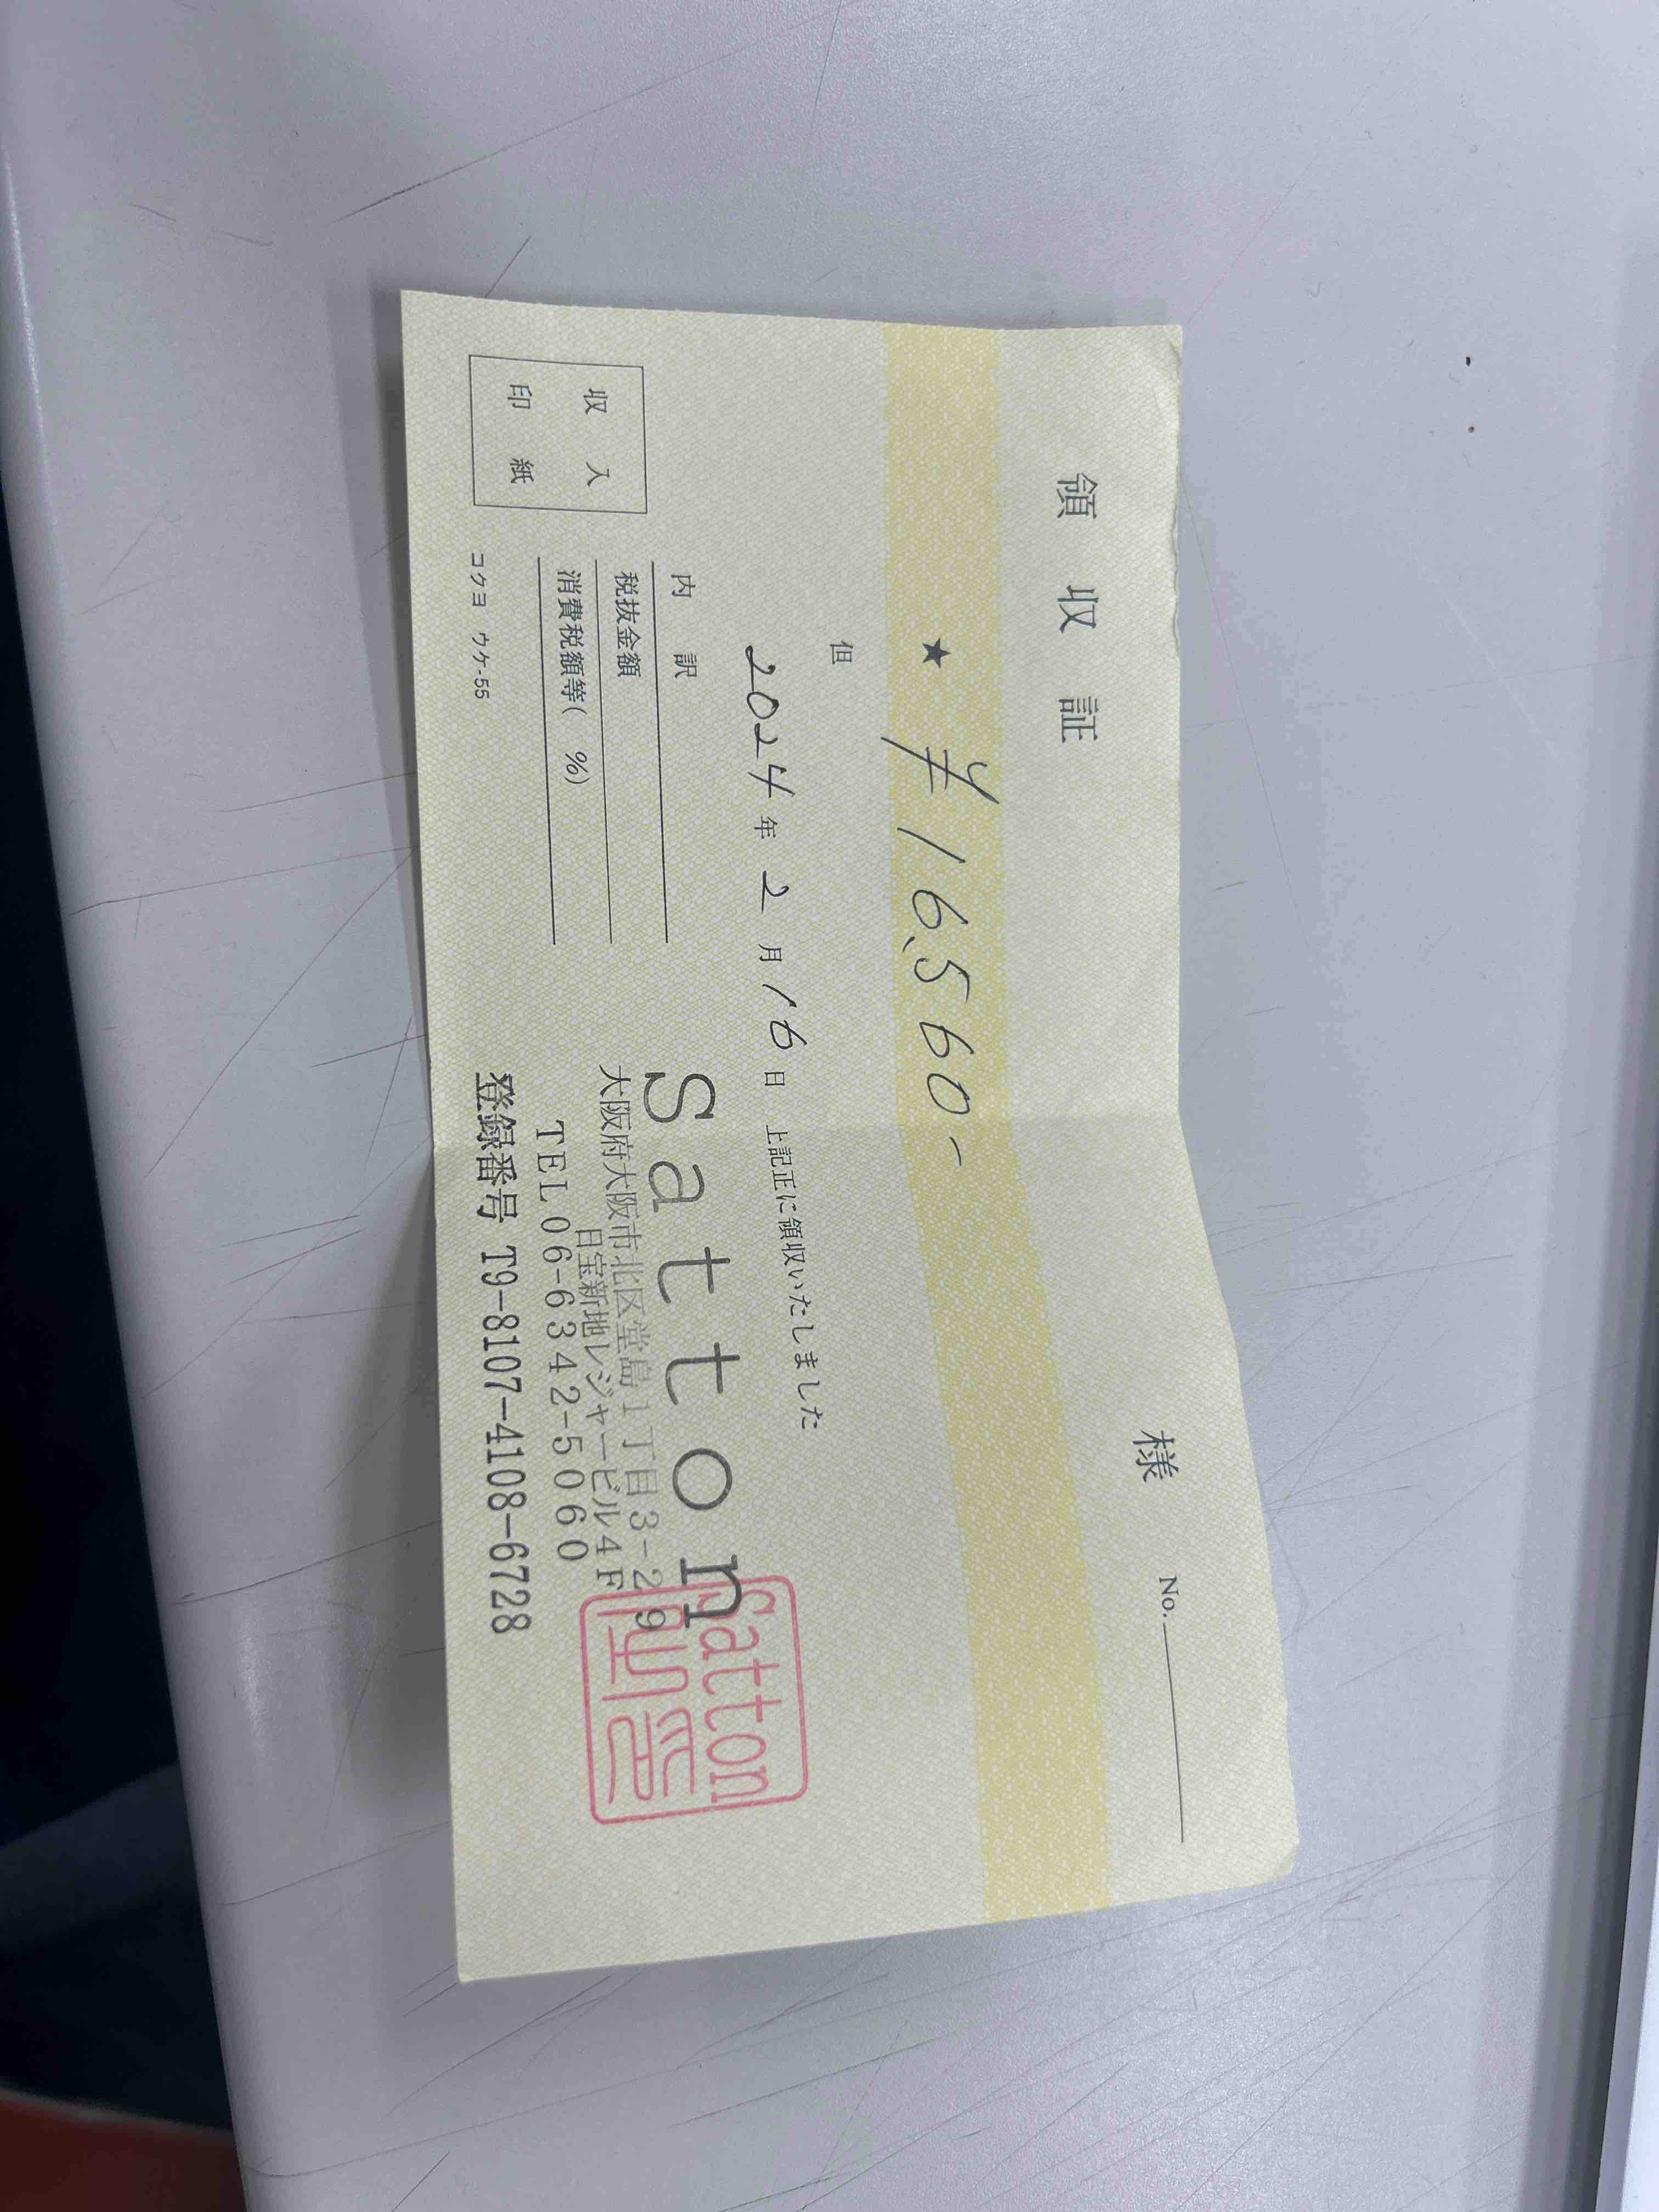 領収証
様 No.
★ ¥16,560-
但
2024年2月16日 上記正に領収いたしました
内訳
税抜金額
消費税額等( %)
収入
印紙
コクヨ ウケ-55
Satton
大阪府大阪市北区堂島1丁目3-29
日宝新地レジャービル4F
TEL 06-6342-5060
登録番号 T9-8107-4108-6728
Satton